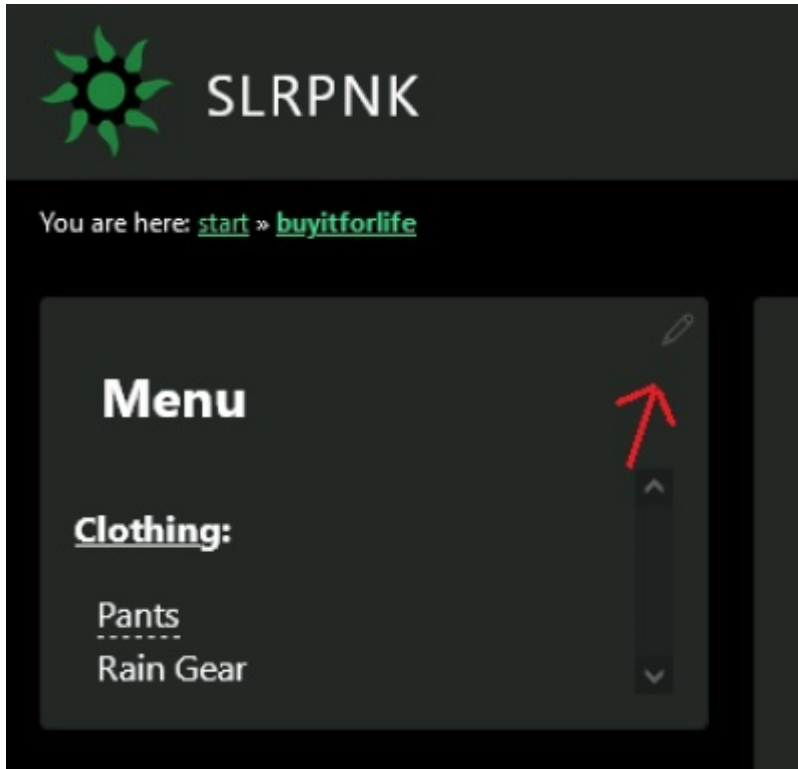 SLRPNK
You are here: start » buyitforlife
Menu
Clothing:
Pants
Rain Gear